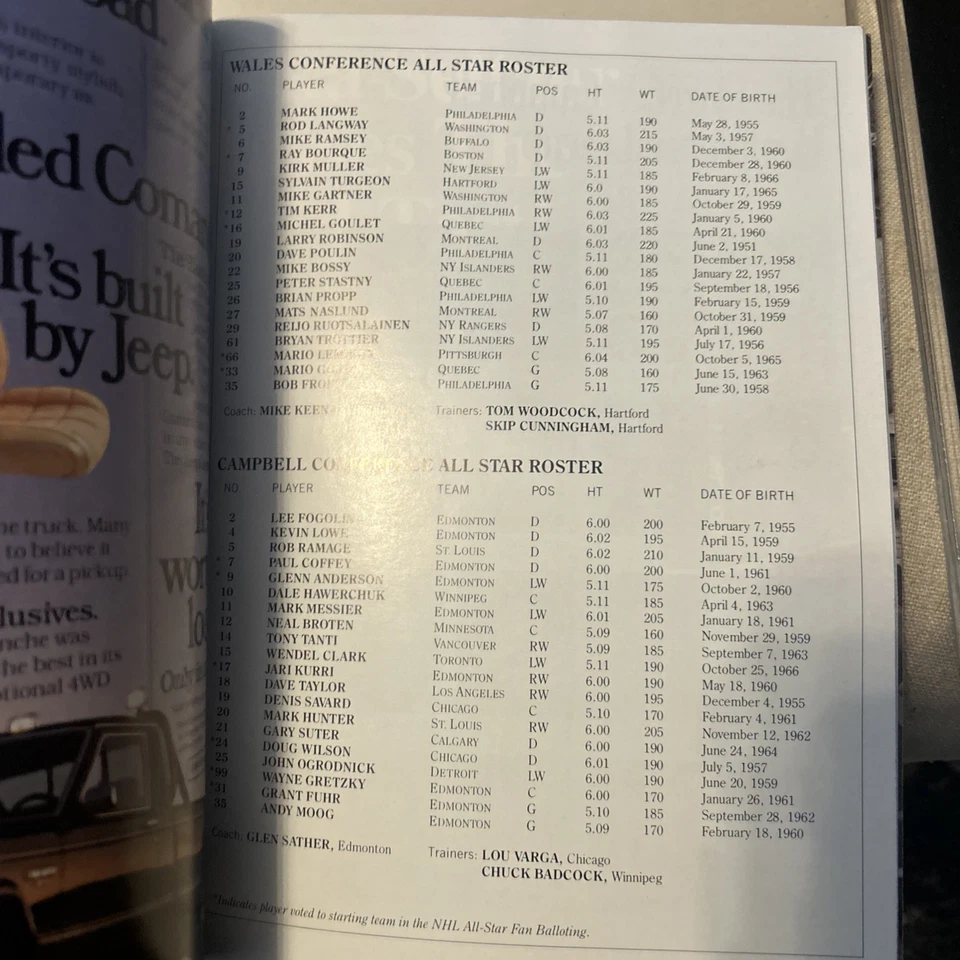 It's built
by Jeep.
he truck. Many
to believe it
ed for a pickup
lusives.
nche was
he best in its
ptional 4WD
WALES CONFERENCE ALL STAR ROSTER
NO. PLAYER TEAM POS HT WT DATE OF BIRTH
2 MARK HOWE PHILADELPHIA D 5.11 190 May 28, 1955
*5 ROD LANGWAY WASHINGTON D 6.03 215 May 3, 1957
6 MIKE RAMSEY BUFFALO D 6.03 190 December 3, 1960
*7 RAY BOURQUE BOSTON D 5.11 205 December 28, 1960
9 KIRK MULLER NEW JERSEY LW 5.11 185 February 8, 1966
15 SYLVAIN TURGEON HARTFORD LW 6.0 190 January 17, 1965
11 MIKE GARTNER WASHINGTON RW 6.00 185 October 29, 1959
*12 TIM KERR PHILADELPHIA RW 6.03 225 January 5, 1960
*16 MICHEL GOULET QUEBEC LW 6.01 185 April 21, 1960
19 LARRY ROBINSON MONTREAL D 6.03 220 June 2, 1951
20 DAVE POULIN PHILADELPHIA C 5.11 180 December 17, 1958
22 MIKE BOSSY NY ISLANDERS RW 6.00 185 January 22, 1957
25 PETER STASTNY QUEBEC C 6.01 195 September 18, 1956
26 BRIAN PROPP PHILADELPHIA LW 5.10 190 February 15, 1959
27 MATS NASLUND MONTREAL RW 5.07 160 October 31, 1959
29 REIJO RUOTSALAINEN NY RANGERS D 5.08 170 April 1, 1960
61 BRYAN TROTTIER NY ISLANDERS LW 5.11 195 July 17, 1956
*66 MARIO PITTSBURGH C 6.04 200 October 5, 1965
*33 MARIO QUEBEC G 5.08 160 June 15, 1963
35 BOB PHILADELPHIA G 5.11 175 June 30, 1958
Coach: MIKE KEEN Trainers: TOM WOODCOCK, Hartford
SKIP CUNNINGHAM, Hartford
CAMPBELL CONFERENCE ALL STAR ROSTER
NO. PLAYER TEAM POS HT WT DATE OF BIRTH
2 LEE FOGOLIN EDMONTON D 6.00 200 February 7, 1955
4 KEVIN LOWE EDMONTON D 6.02 195 April 15, 1959
5 ROB RAMAGE ST. LOUIS D 6.02 210 January 11, 1959
*7 PAUL COFFEY EDMONTON D 6.00 200 June 1, 1961
*9 GLENN ANDERSON EDMONTON LW 5.11 175 October 2, 1960
10 DALE HAWERCHUK WINNIPEG C 5.11 185 April 4, 1963
11 MARK MESSIER EDMONTON LW 6.01 205 January 18, 1961
12 NEAL BROTEN MINNESOTA C 5.09 160 November 29, 1959
14 TONY TANTI VANCOUVER RW 5.09 185 September 7, 1963
15 WENDEL CLARK TORONTO LW 5.11 190 October 25, 1966
*17 JARI KURRI EDMONTON RW 6.00 190 May 18, 1960
18 DAVE TAYLOR LOS ANGELES RW 6.00 195 December 4, 1955
19 DENIS SAVARD CHICAGO C 5.10 170 February 4, 1961
20 MARK HUNTER ST. LOUIS RW 6.00 205 November 12, 1962
21 GARY SUTER CALGARY D 6.00 190 June 24, 1964
*24 DOUG WILSON CHICAGO D 6.01 190 July 5, 1957
25 JOHN OGRODNICK DETROIT LW 6.00 190 June 20, 1959
*99 WAYNE GRETZKY EDMONTON C 6.00 170 January 26, 1961
*31 GRANT FUHR EDMONTON G 5.10 185 September 28, 1962
35 ANDY MOOG EDMONTON G 5.09 170 February 18, 1960
Coach: GLEN SATHER, Edmonton Trainers: LOU VARGA, Chicago
CHUCK BADCOCK, Winnipeg
*Indicates player voted to starting team in the NHL All-Star Fan Balloting.